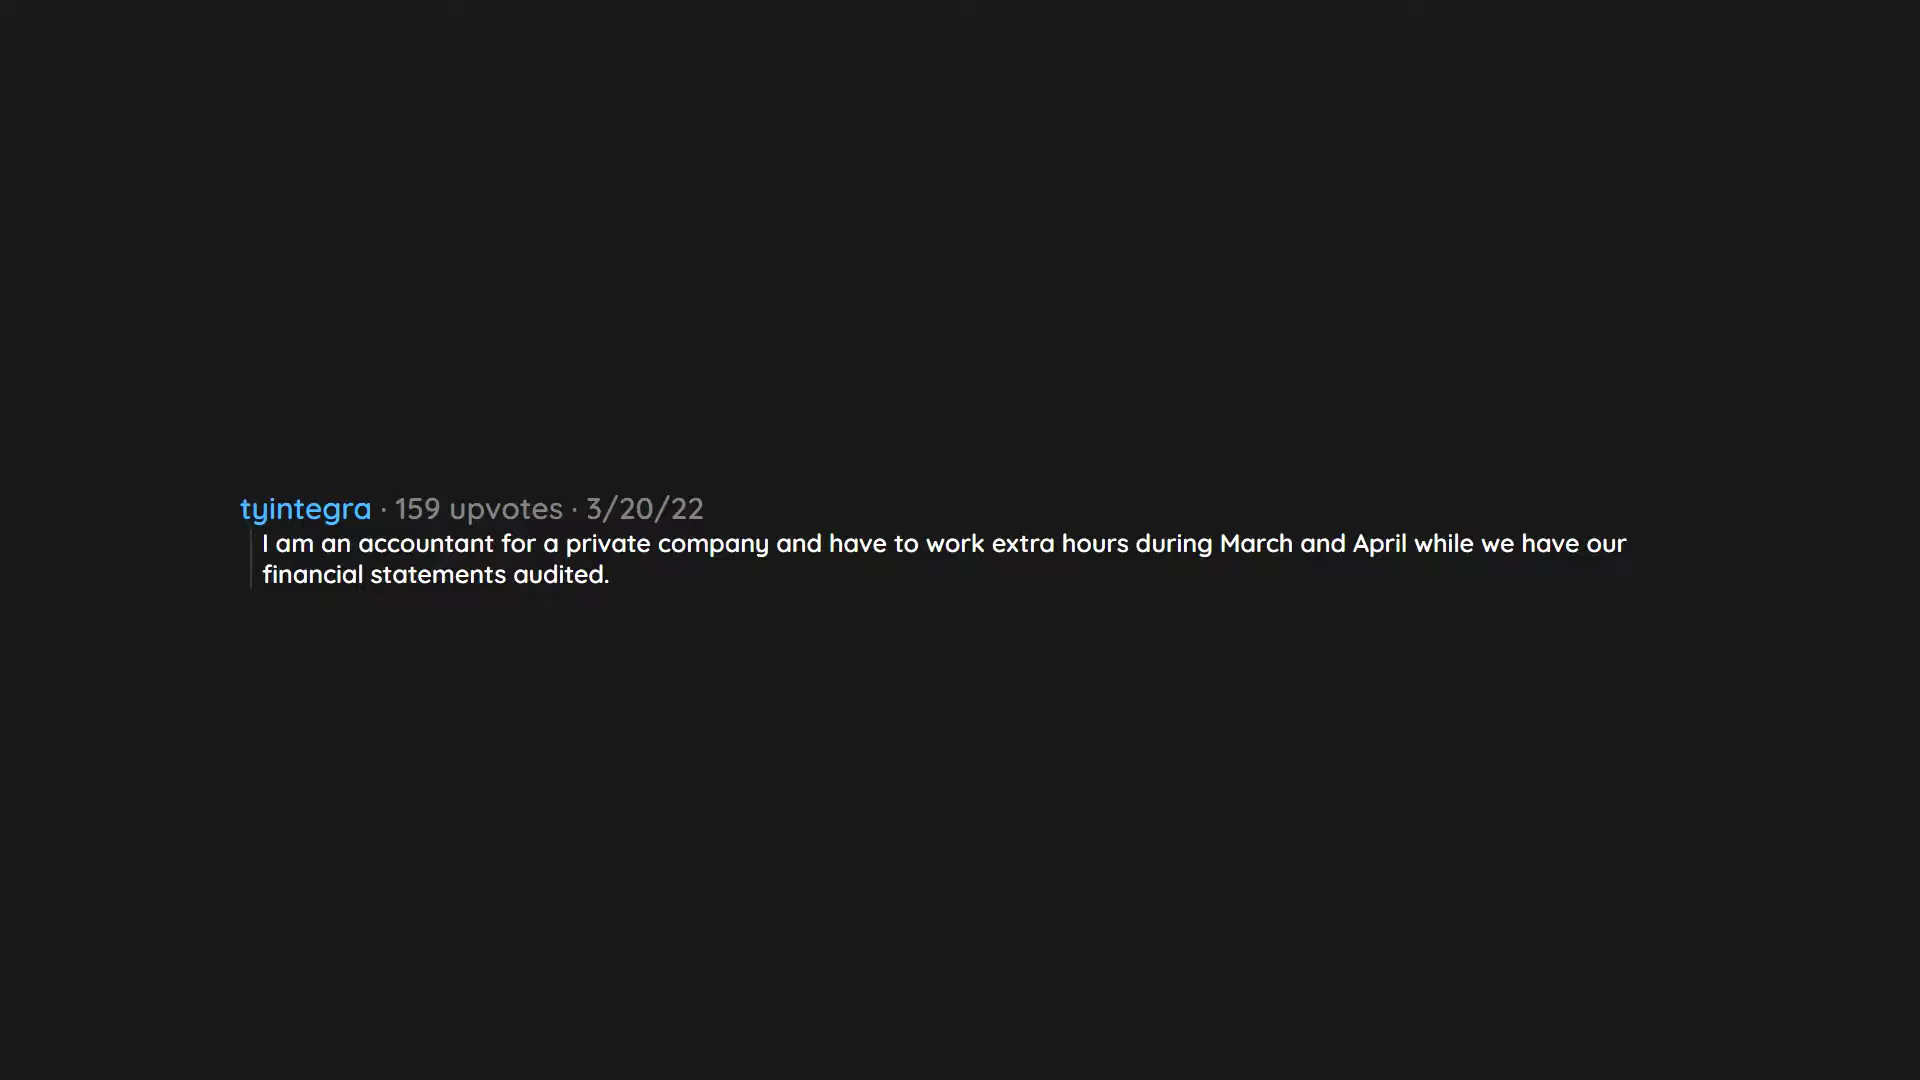 tyintegra · 159 upvotes · 3/20/22
I am an accountant for a private company and have to work extra hours during March and April while we have our
financial statements audited.